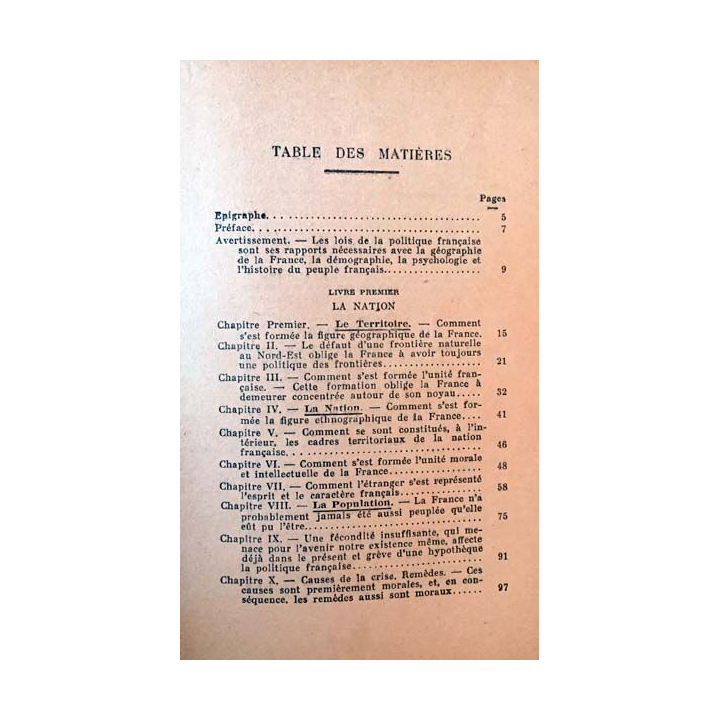 TABLE DES MATIÈRES
Pages
Epigraphe. . . . . . . . . . . . . . . . . . . . . . . . . . . . . . . . . . . . 5
Préface. . . . . . . . . . . . . . . . . . . . . . . . . . . . . . . . . . . . . . 7
Avertissement. — Les lois de la politique française
sont ses rapports nécessaires avec la géographie
de la France, la démographie, la psychologie et
l'histoire du peuple français. . . . . . . . . . . . . . . . 9
LIVRE PREMIER
LA NATION
Chapitre Premier. — Le Territoire. — Comment
s'est formée la figure géographique de la France. 15
Chapitre II. — Le défaut d'une frontière naturelle
au Nord-Est oblige la France à avoir toujours
une politique des frontières. . . . . . . . . . . . . . . . 21
Chapitre III. — Comment s'est formée l'unité fran-
çaise. — Cette formation oblige la France à
demeurer concentrée autour de son noyau. . . . . 32
Chapitre IV. — La Nation. — Comment s'est for-
mée la figure ethnographique de la France. . . . 41
Chapitre V. — Comment se sont constitués, à l'in-
térieur, les cadres territoriaux de la nation
française. . . . . . . . . . . . . . . . . . . . . . . . . . . . . . . . 46
Chapitre VI. — Comment s'est formée l'unité morale
et intellectuelle de la France. . . . . . . . . . . . . . . 48
Chapitre VII. — Comment l'étranger s'est représenté
l'esprit et le caractère français. . . . . . . . . . . . . 58
Chapitre VIII. — La Population. — La France n'a
probablement jamais été aussi peuplée qu'elle
eût pu l'être. . . . . . . . . . . . . . . . . . . . . . . . . . . . . 75
Chapitre IX. — Une fécondité insuffisante, qui me-
nace pour l'avenir notre existence même, affecte
déjà dans le présent et grève d'une hypothèque
la politique française. . . . . . . . . . . . . . . . . . . . . 91
Chapitre X. — Causes de la crise. Remèdes. — Ces
causes sont premièrement morales, et, en con-
séquence, les remèdes aussi sont moraux. . . . . . 97